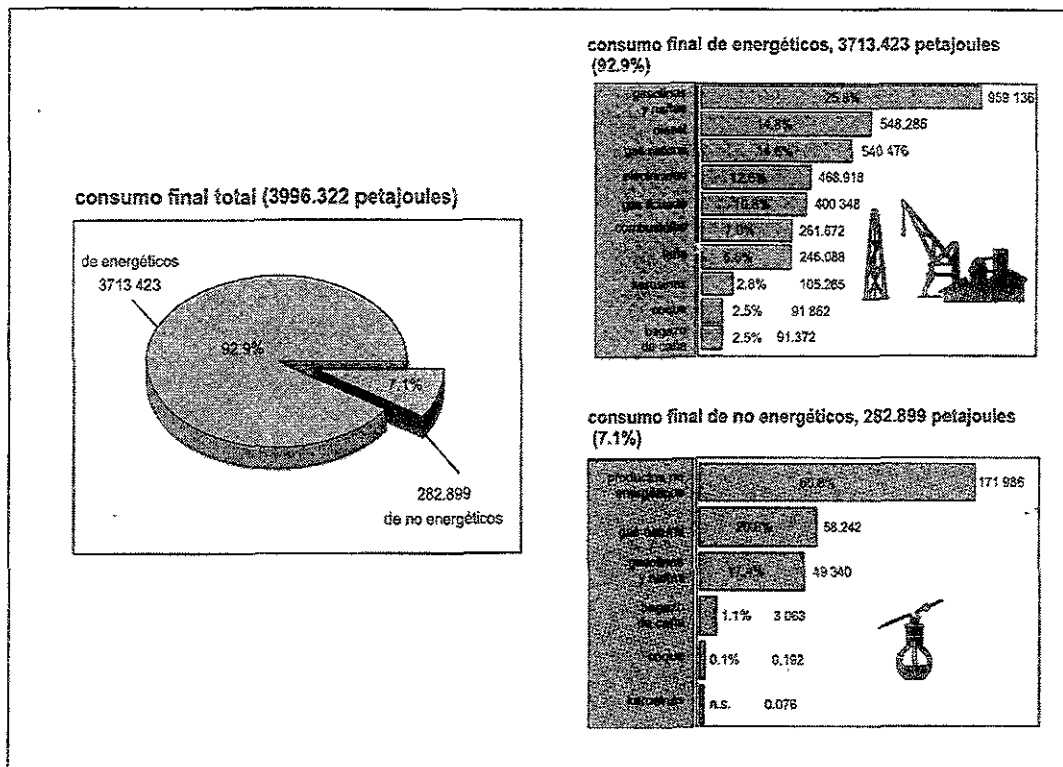 consumo final total (3996.322 petajoules)
de energéticos
3713 423
92.9%
7.1%
282.899
de no energéticos
consumo final de energéticos, 3713.423 petajoules
(92.9%)
gasolinas
y naftas
25.8%
959 136
diesel
14.8%
548.286
gas natural
14.6%
540 476
electricidad
12.6%
468.918
gas licuado
10.8%
400 348
combustóleo
7.0%
261.672
leña
6.6%
246.088
kerosenos
2.8%
105.265
coque
2.5%
91 862
bagazo
de caña
2.5%
91.372
consumo final de no energéticos, 282.899 petajoules
(7.1%)
productos no
energéticos
60.8%
171 986
gas natural
20.6%
58.242
gasolinas
y naftas
17.4%
49 340
bagazo
de caña
1.1%
3 063
coque
0.1%
0.192
n.s.
0.076